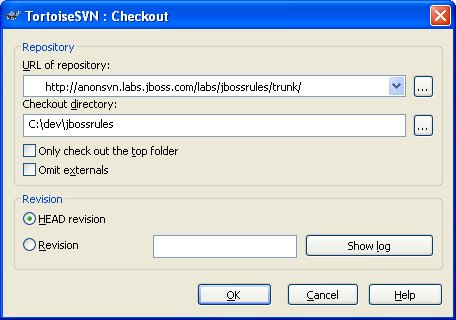 TortoiseSVN : Checkout
Repository
URL of repository:
http://anonsvn.labs.jboss.com/labs/jbossrules/trunk/
...
Checkout directory:
C:\dev\jbossrules
...
Only check out the top folder
Omit externals
Revision
HEAD revision
Revision
Show log
OK
Cancel
Help